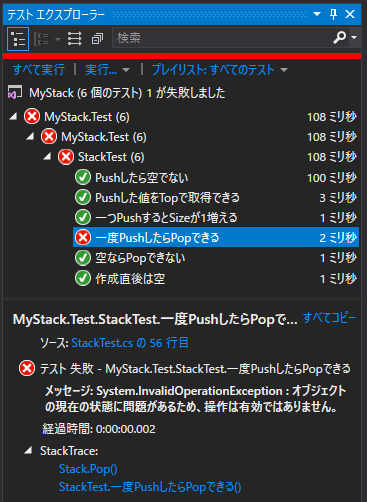 テスト エクスプローラー
検索
すべて実行 | 実行... | プレイリスト: すべてのテスト
MyStack (6 個のテスト) 1 が失敗しました
MyStack.Test (6) 108 ミリ秒
MyStack.Test (6) 108 ミリ秒
StackTest (6) 108 ミリ秒
Pushしたら空でない 100 ミリ秒
Pushした値をTopで取得できる 3 ミリ秒
一つPushするとSizeが1増える < 1 ミリ秒
一度PushしたらPopできる 2 ミリ秒
空ならPopできない 1 ミリ秒
作成直後は空 < 1 ミリ秒
MyStack.Test.StackTest.一度PushしたらPopで... すべてコピー
ソース: StackTest.cs の 56 行目
テスト 失敗 - MyStack.Test.StackTest.一度PushしたらPopできる
メッセージ: System.InvalidOperationException : オブジェクト
の現在の状態に問題があるため、操作は有効ではありません。
経過時間: 0:00:00.002
StackTrace:
Stack.Pop()
StackTest.一度PushしたらPopできる()